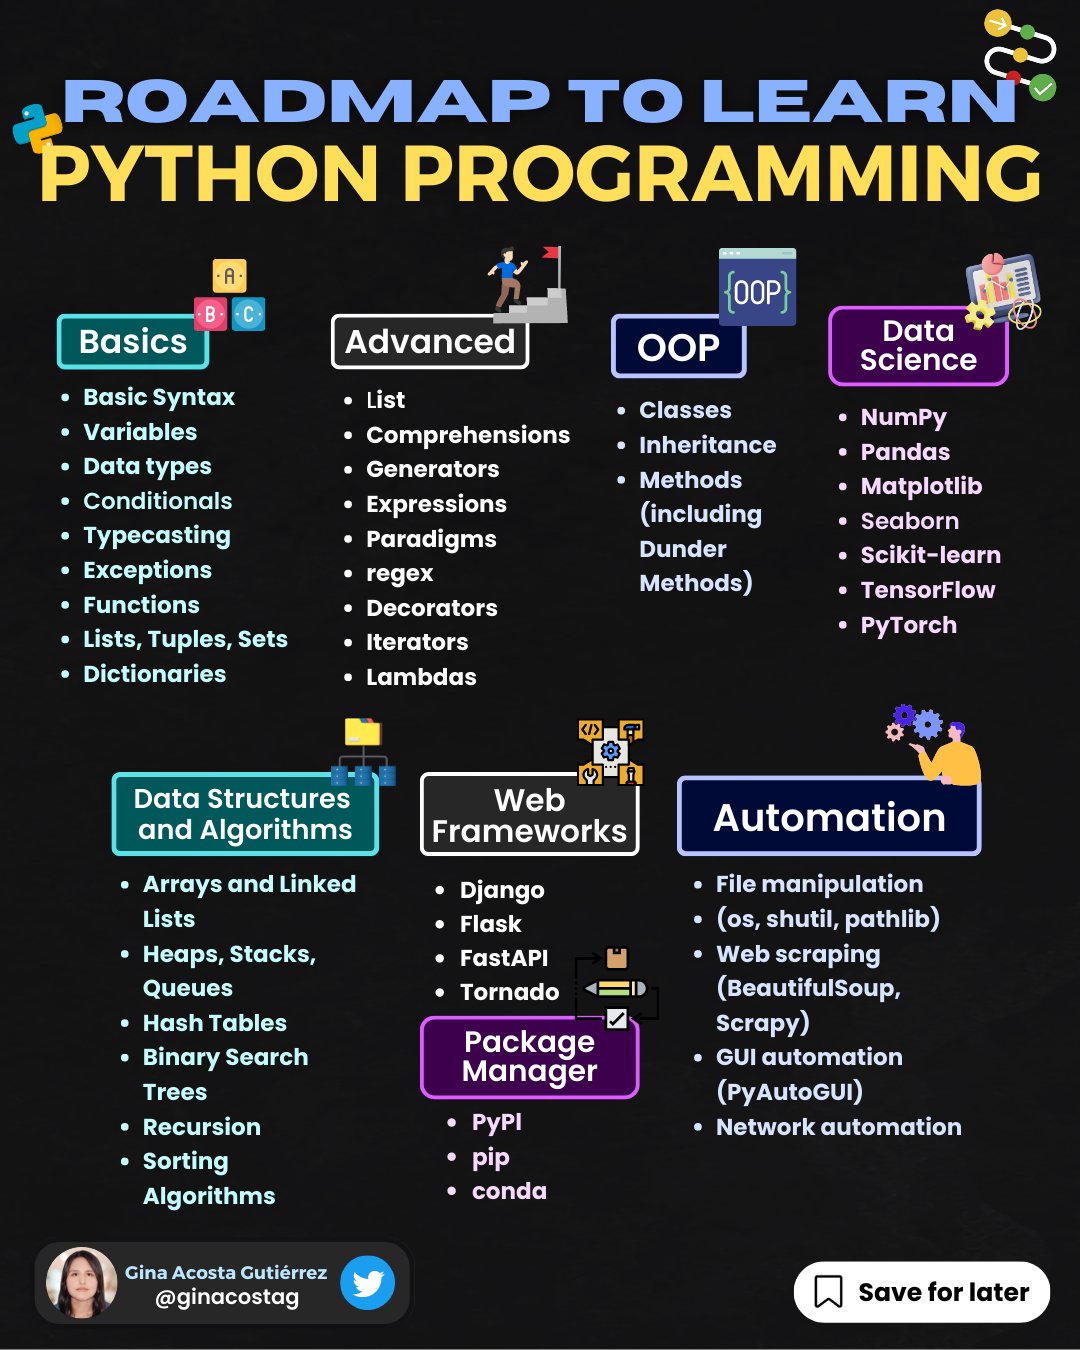 ROADMAP TO LEARN
PYTHON PROGRAMMING
A
B
C
Basics
• Basic Syntax
• Variables
• Data types
• Conditionals
• Typecasting
• Exceptions
• Functions
• Lists, Tuples, Sets
• Dictionaries
Advanced
• List
• Comprehensions
• Generators
• Expressions
• Paradigms
• regex
• Decorators
• Iterators
• Lambdas
{OOP}
OOP
• Classes
• Inheritance
• Methods
(including
Dunder
Methods)
Data
Science
• NumPy
• Pandas
• Matplotlib
• Seaborn
• Scikit-learn
• TensorFlow
• PyTorch
Data Structures
and Algorithms
• Arrays and Linked
Lists
• Heaps, Stacks,
Queues
• Hash Tables
• Binary Search
Trees
• Recursion
• Sorting
Algorithms
</>
Web
Frameworks
• Django
• Flask
• FastAPI
• Tornado
Package
Manager
• PyPl
• pip
• conda
Automation
• File manipulation
• (os, shutil, pathlib)
• Web scraping
(BeautifulSoup,
Scrapy)
• GUI automation
(PyAutoGUI)
• Network automation
Gina Acosta Gutiérrez
@ginacostag
Save for later